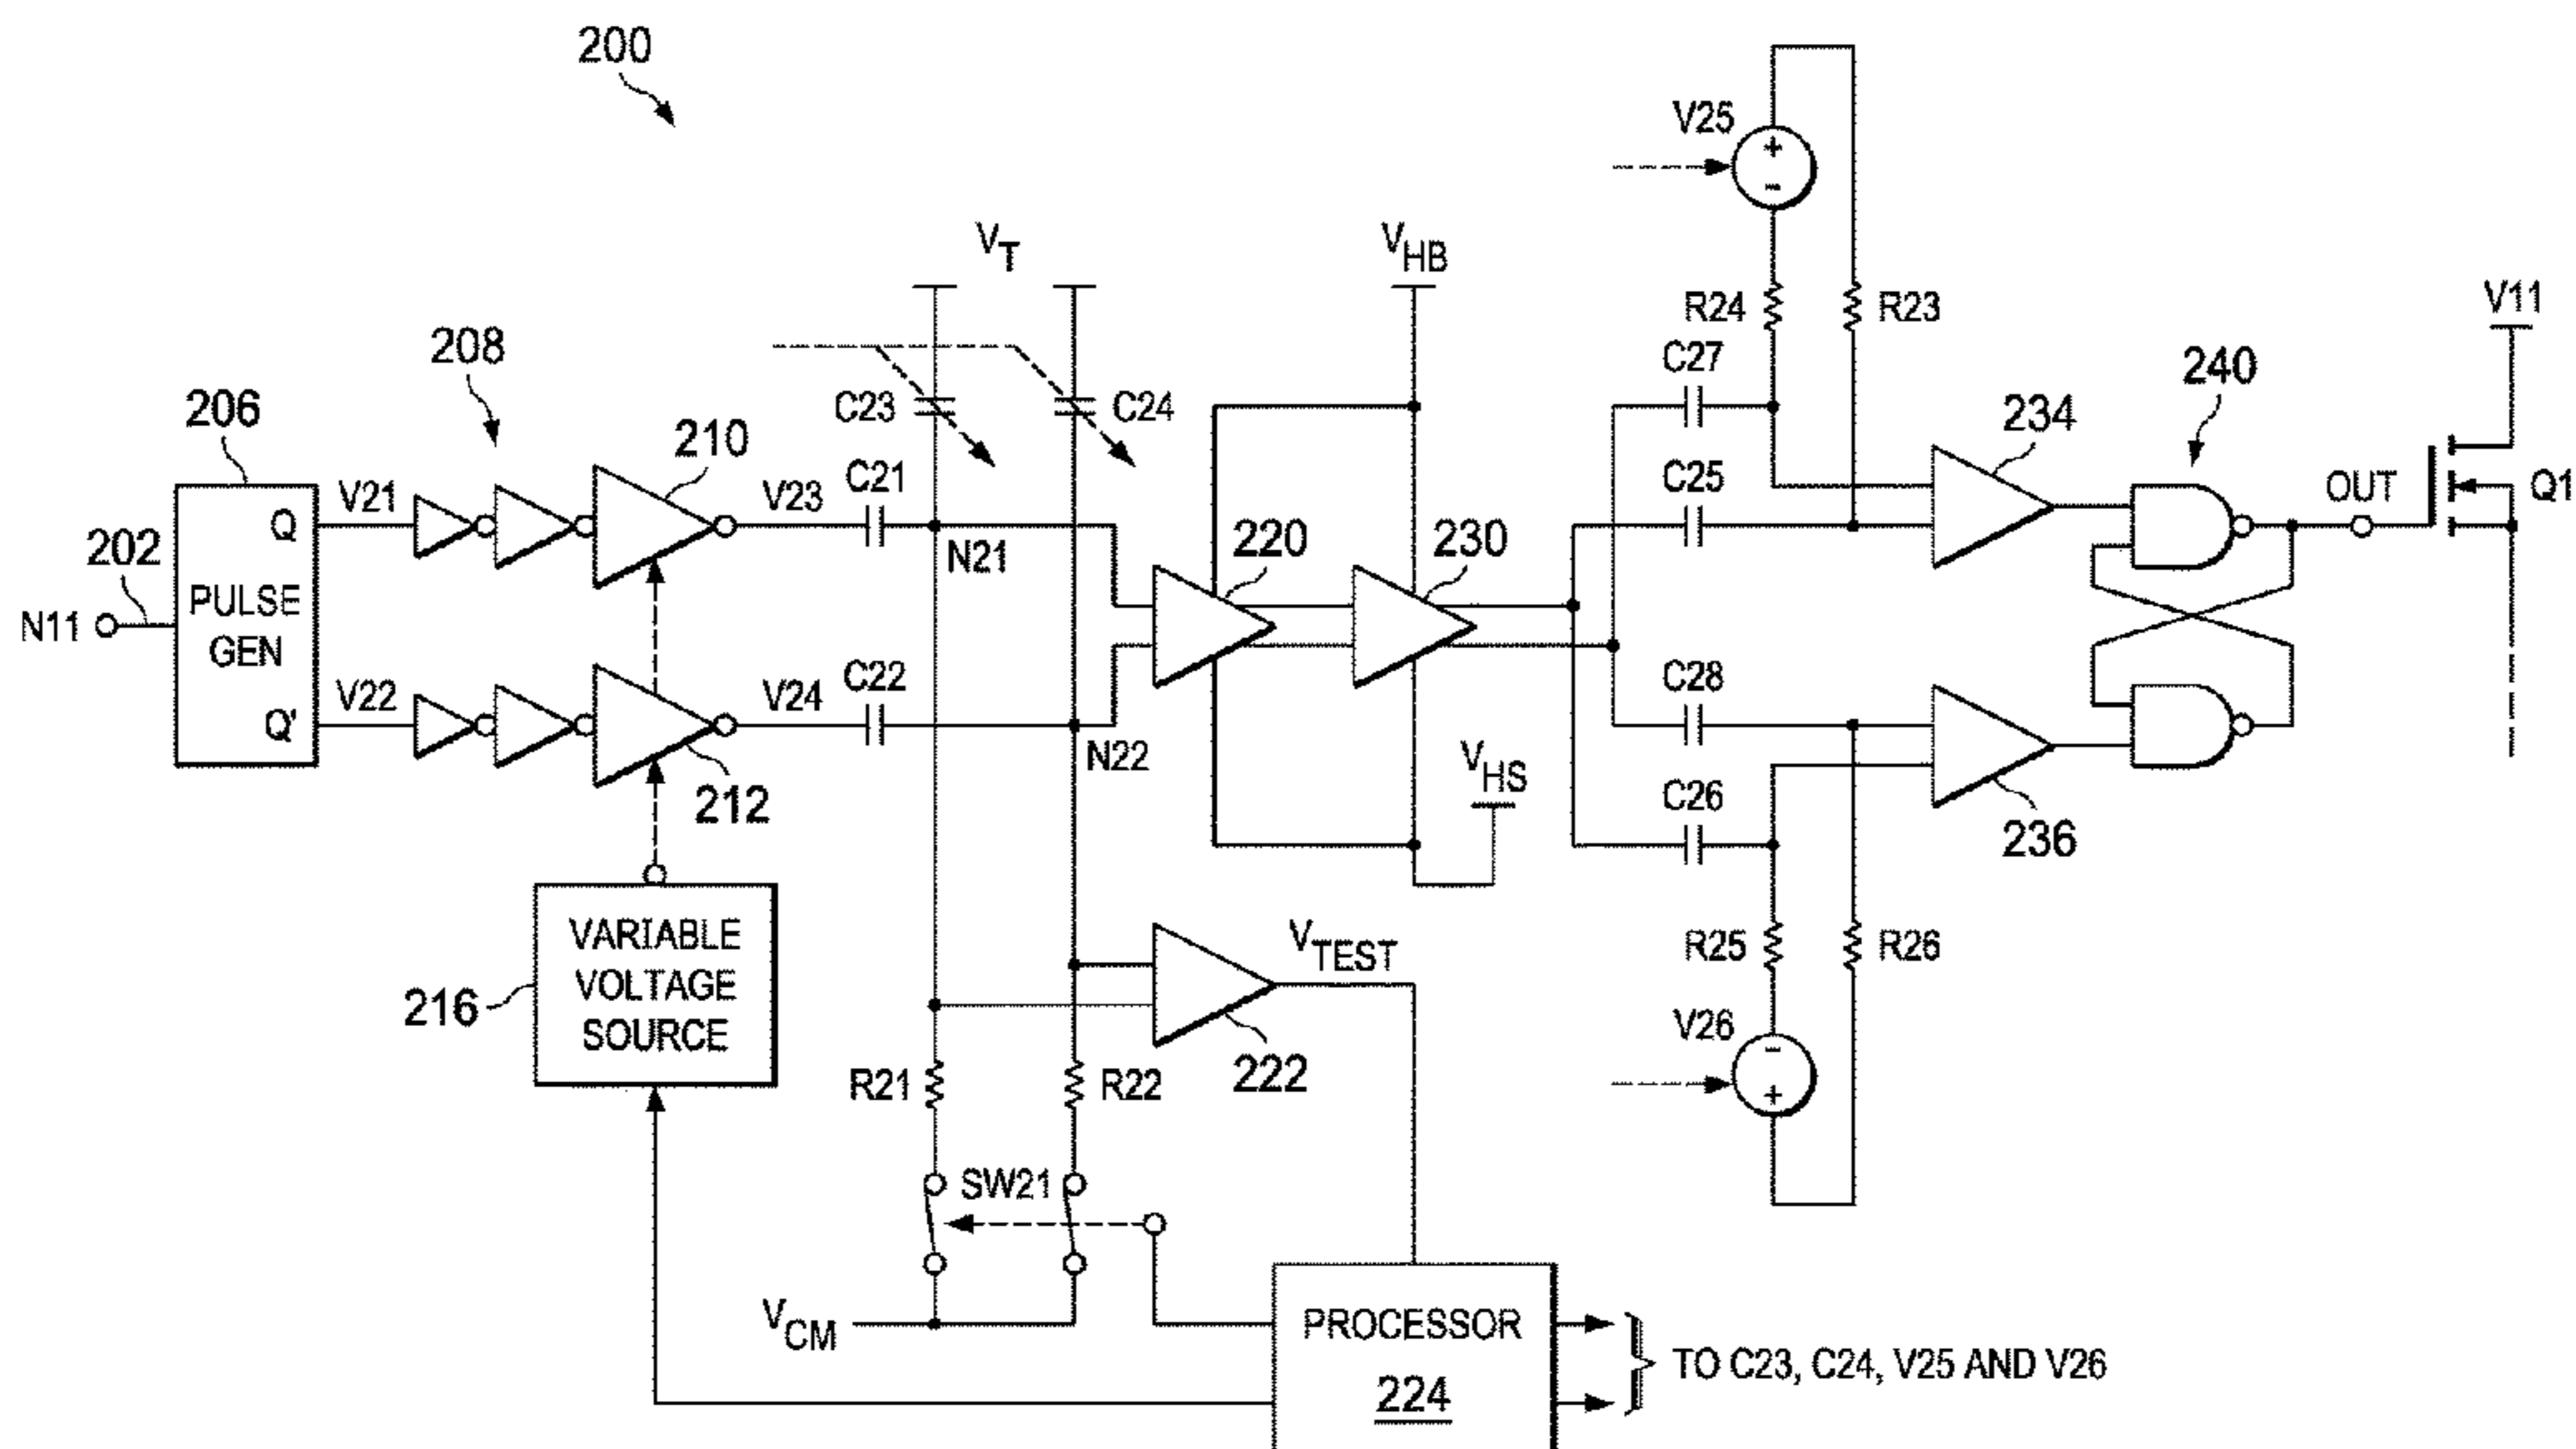 200
V25
VT
VHB
R24
R23
V11
208
C27
240
206
C23
C24
234
210
V21
V23
C21
C25
OUT
Q1
Q
202
N21
220
230
PULSE
GEN
N11
V22
V24
C22
C28
Q'
N22
VHS
212
C26
236
VARIABLE
VOLTAGE
SOURCE
216
VTEST
R25
R26
V26
R21
R22
222
SW21
VCM
PROCESSOR
224
TO C23, C24, V25 AND V26